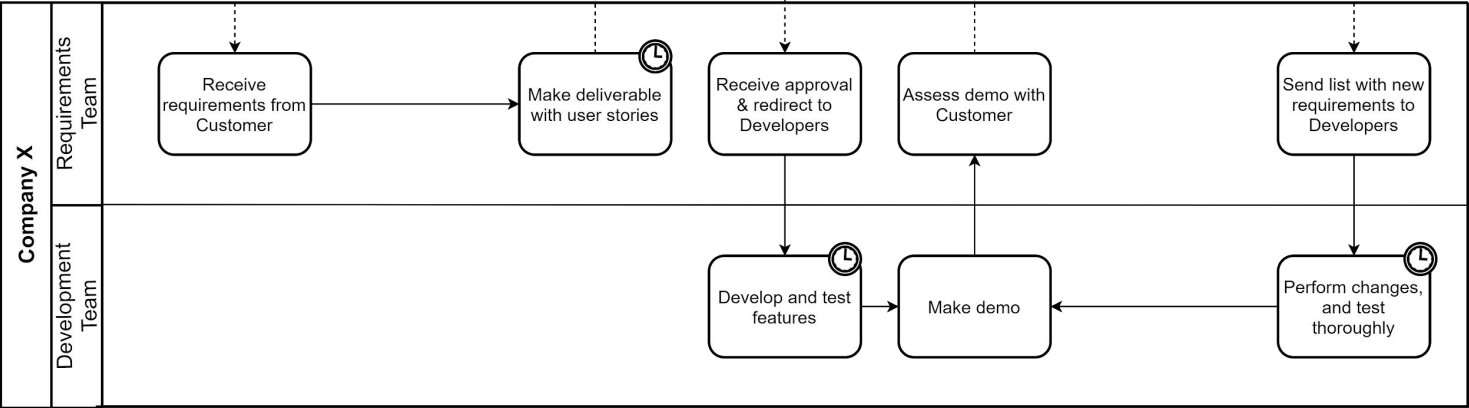 Company X
Requirements
Team
Receive
requirements from
Customer
Make deliverable
with user stories
Receive approval
& redirect to
Developers
Assess demo with
Customer
Send list with new
requirements to
Developers
Development
Team
Develop and test
features
Make demo
Perform changes,
and test
thoroughly